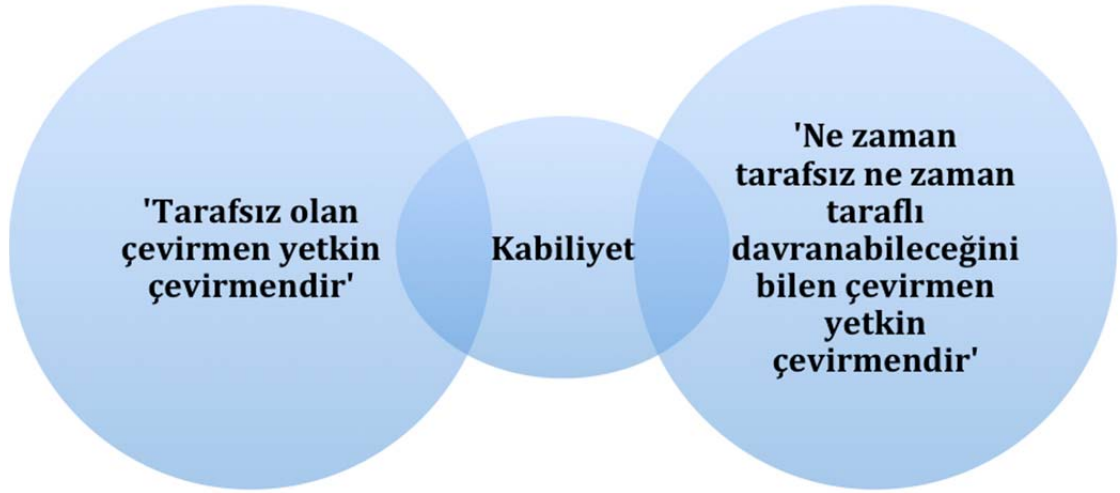 'Tarafsız olan
çevirmen yetkin
çevirmendir'
Kabiliyet
'Ne zaman
tarafsız ne zaman
taraflı
davranabileceğini
bilen çevirmen
yetkin
çevirmendir'